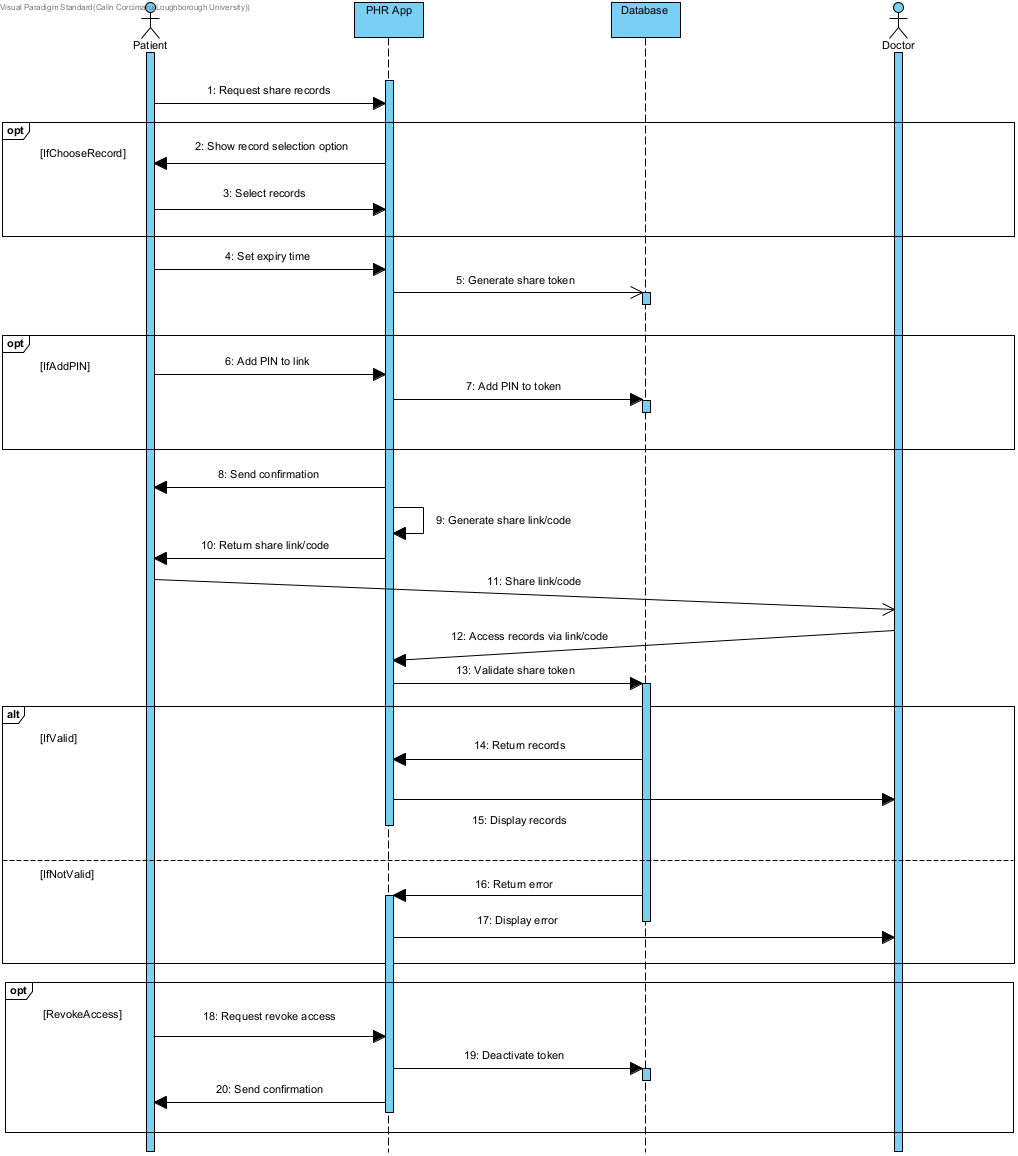 Visual Paradigm Standard(Calin Corcimaru(Loughborough University))
Patient
PHR App
Database
Doctor
1: Request share records
opt
[IfChooseRecord]
2: Show record selection option
3: Select records
4: Set expiry time
5: Generate share token
opt
[IfAddPIN]
6: Add PIN to link
7: Add PIN to token
8: Send confirmation
9: Generate share link/code
10: Return share link/code
11: Share link/code
12: Access records via link/code
13: Validate share token
alt
[IfValid]
14: Return records
15: Display records
[IfNotValid]
16: Return error
17: Display error
opt
[RevokeAccess]
18: Request revoke access
19: Deactivate token
20: Send confirmation